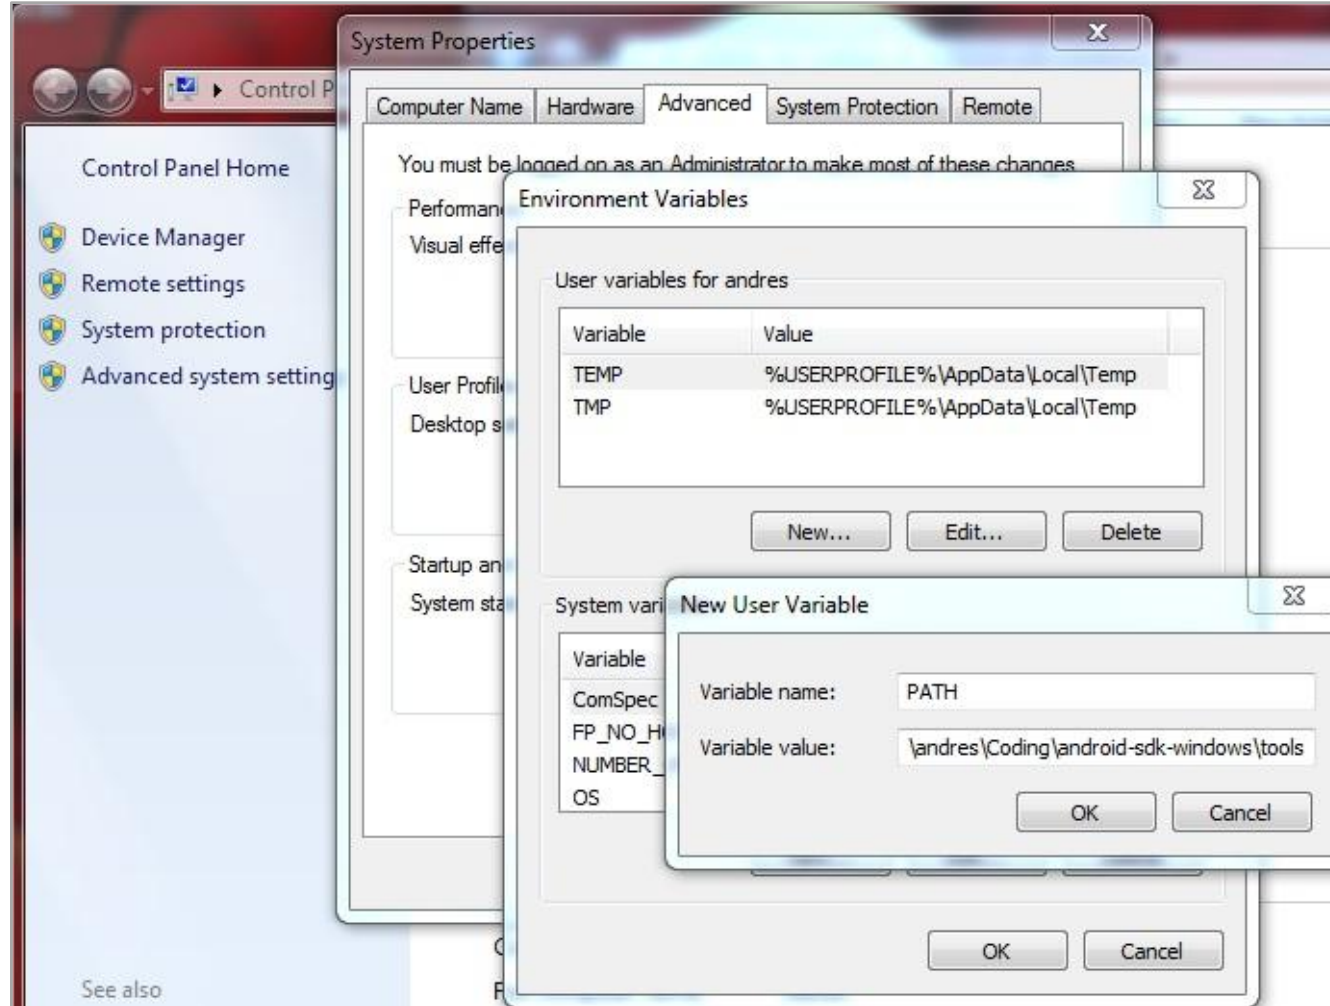 System Properties
Control P
Computer Name Hardware Advanced System Protection Remote
Control Panel Home
You must be logged on as an Administrator to make most of these changes
Environment Variables
Performan
Device Manager
Visual effe
Remote settings
User variables for andres
System protection
Variable Value
Advanced system setting
TEMP %USERPROFILE%\AppData\Local\Temp
User Profil
TMP %USERPROFILE%\AppData\Local\Temp
Desktop s
New... Edit... Delete
Startup an
System sta
System vari
New User Variable
Variable
Variable name: PATH
ComSpec
FP_NO_H
Variable value: \andres\Coding\android-sdk-windows\tools
NUMBER_
OS
OK Cancel
OK Cancel
See also